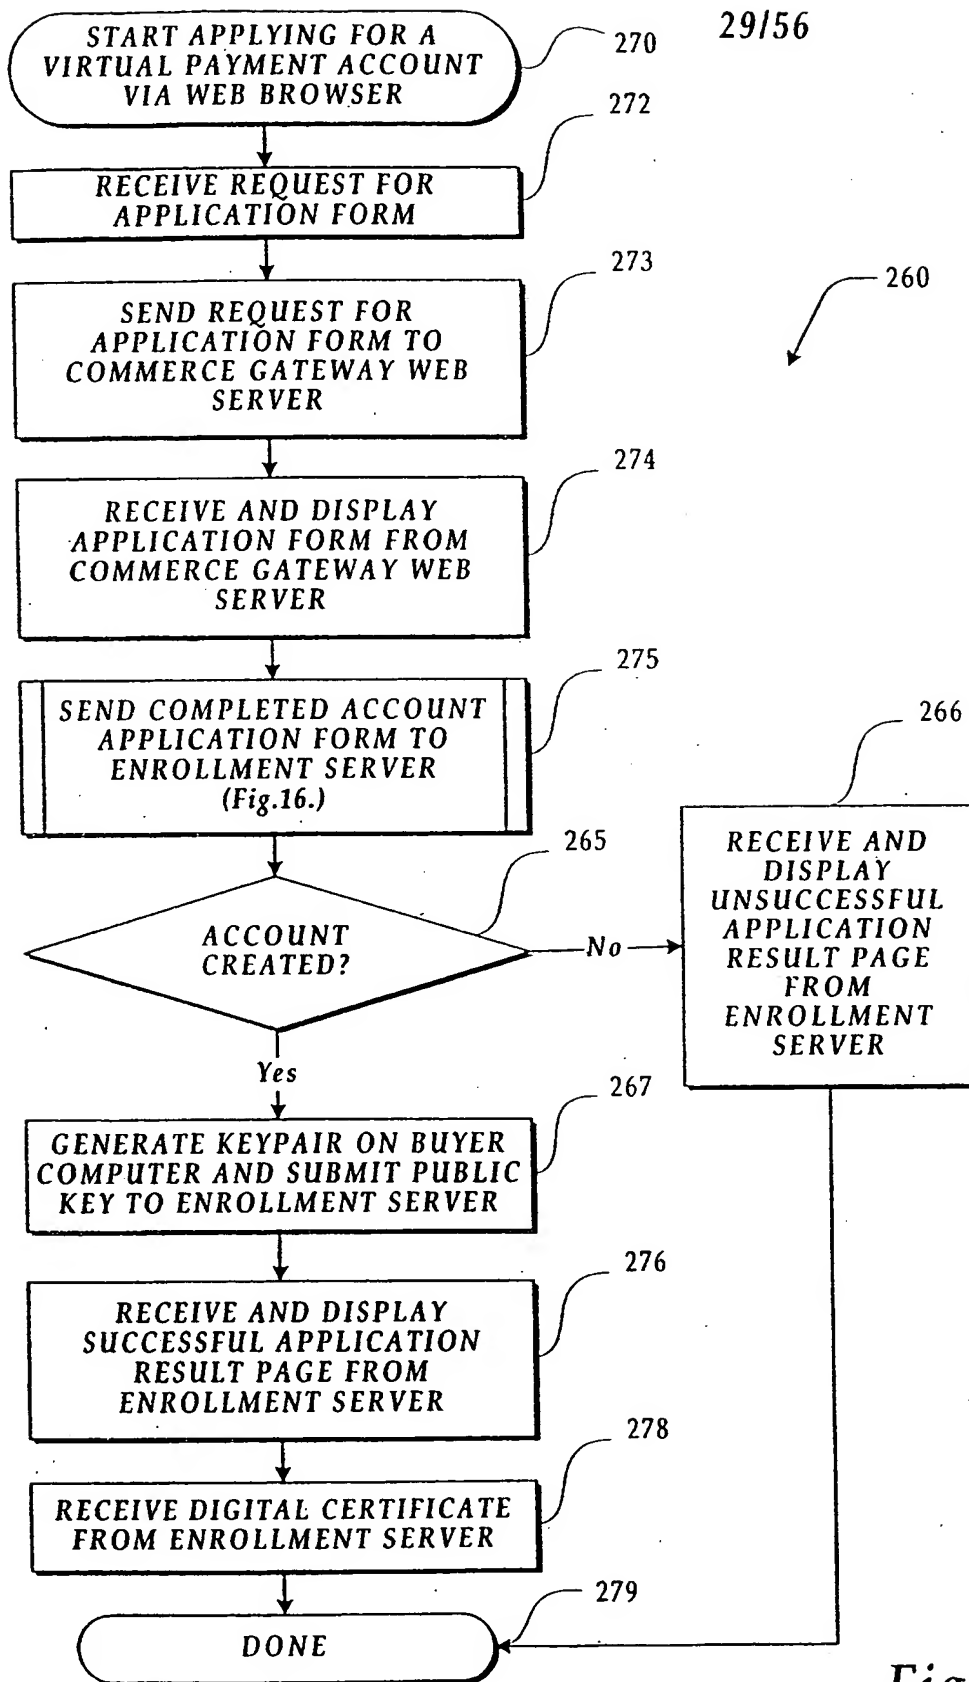 29/56
START APPLYING FOR A
VIRTUAL PAYMENT ACCOUNT
VIA WEB BROWSER
270
272
RECEIVE REQUEST FOR
APPLICATION FORM
273
260
SEND REQUEST FOR
APPLICATION FORM TO
COMMERCE GATEWAY WEB
SERVER
274
RECEIVE AND DISPLAY
APPLICATION FORM FROM
COMMERCE GATEWAY WEB
SERVER
275
SEND COMPLETED ACCOUNT
APPLICATION FORM TO
ENROLLMENT SERVER
(Fig.16.)
266
265
ACCOUNT
CREATED?
No
RECEIVE AND
DISPLAY
UNSUCCESSFUL
APPLICATION
RESULT PAGE
FROM
ENROLLMENT
SERVER
Yes
267
GENERATE KEYPAIR ON BUYER
COMPUTER AND SUBMIT PUBLIC
KEY TO ENROLLMENT SERVER
276
RECEIVE AND DISPLAY
SUCCESSFUL APPLICATION
RESULT PAGE FROM
ENROLLMENT SERVER
278
RECEIVE DIGITAL CERTIFICATE
FROM ENROLLMENT SERVER
279
DONE
Fig